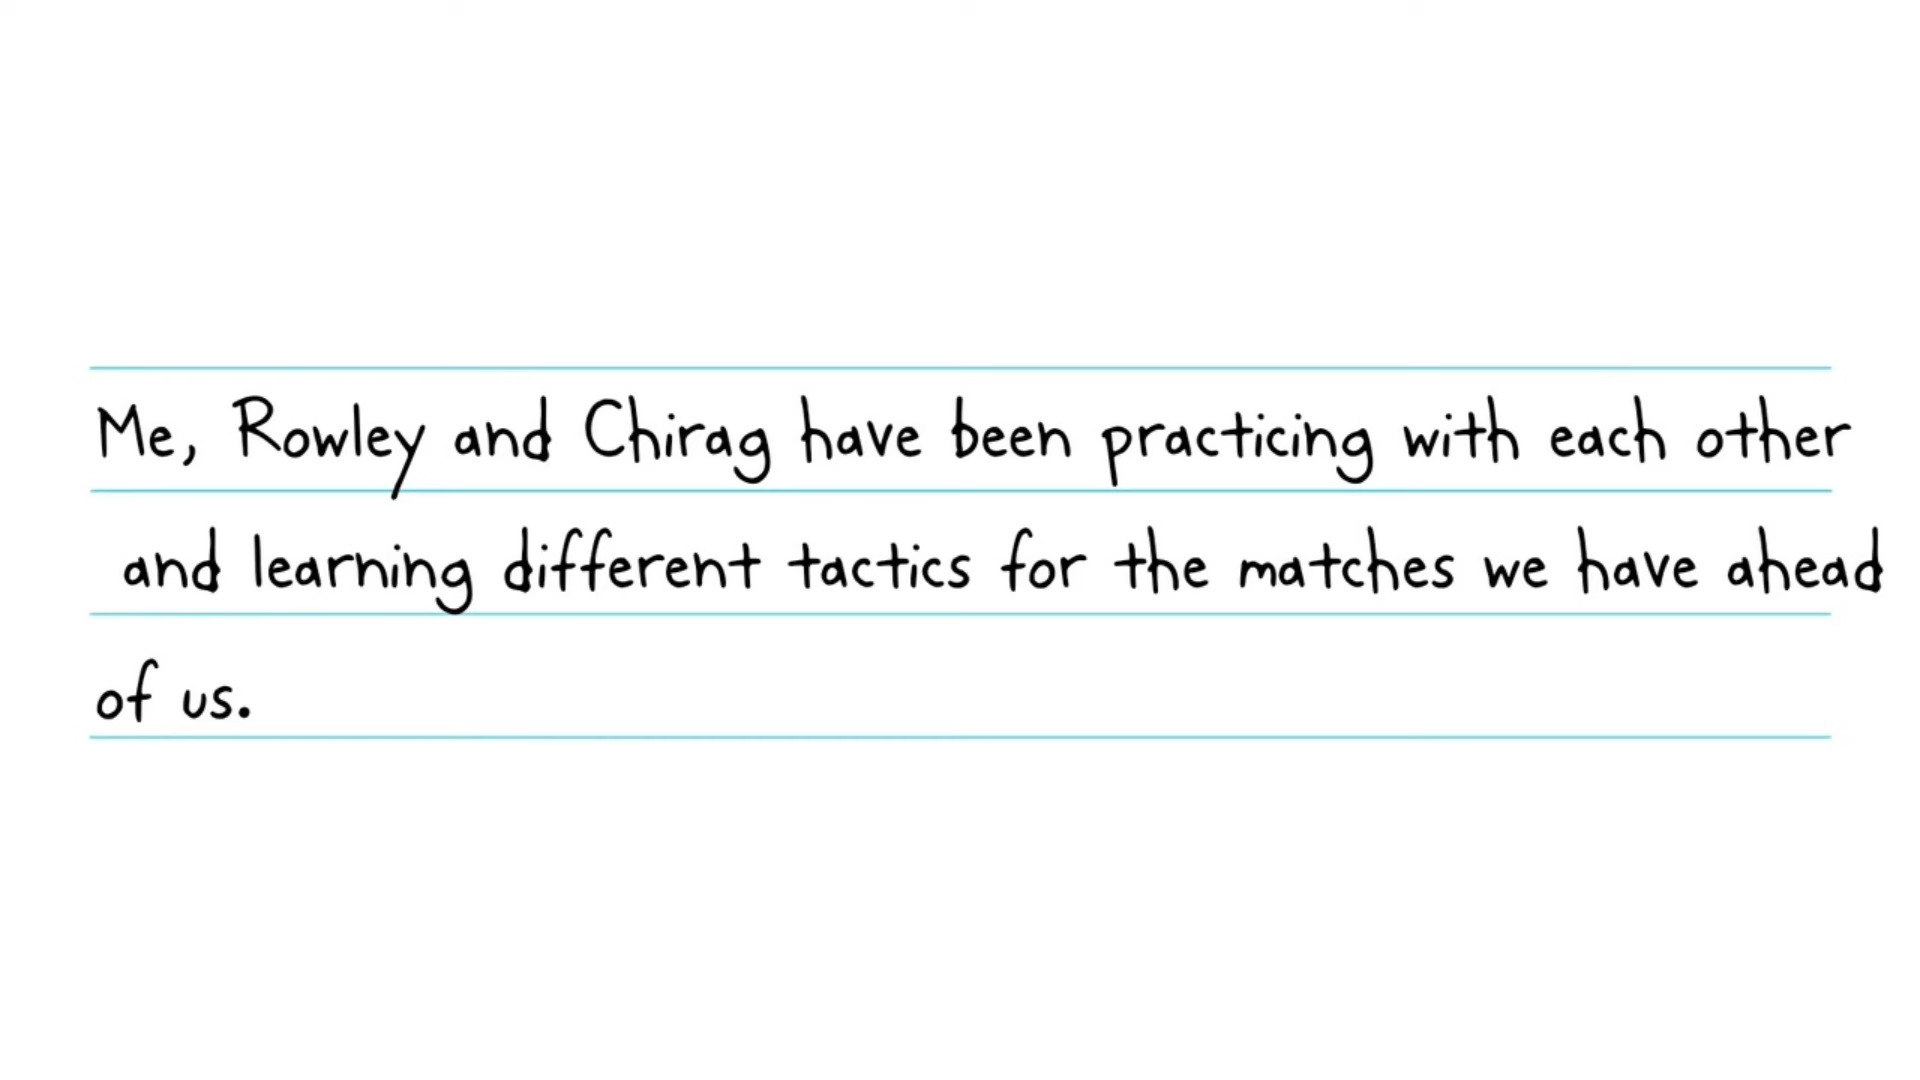 Me, Rowley and Chirag have been practicing with each other
and learning different tactics for the matches we have ahead
of us.